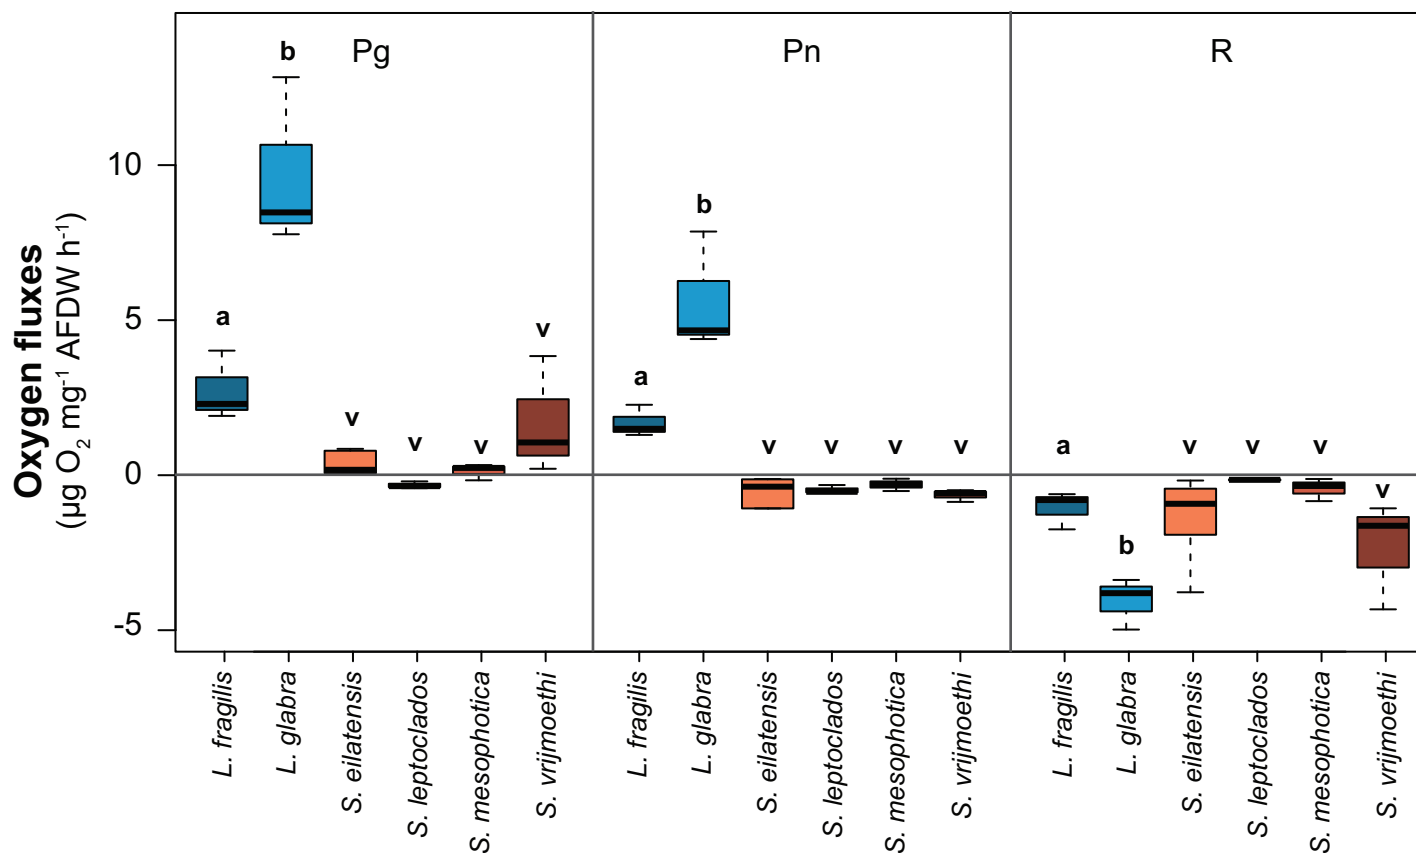 Pg
Pn
R
b
a
v
v
v
v
b
a
v
v
v
v
a
b
v
v
v
v
Oxygen fluxes
(µg O₂ mg⁻¹ AFDW h⁻¹)
10
5
0
-5
L. fragilis
L. glabra
S. eilatensis
S. leptoclados
S. mesophotica
S. vrijmoethi
L. fragilis
L. glabra
S. eilatensis
S. leptoclados
S. mesophotica
S. vrijmoethi
L. fragilis
L. glabra
S. eilatensis
S. leptoclados
S. mesophotica
S. vrijmoethi